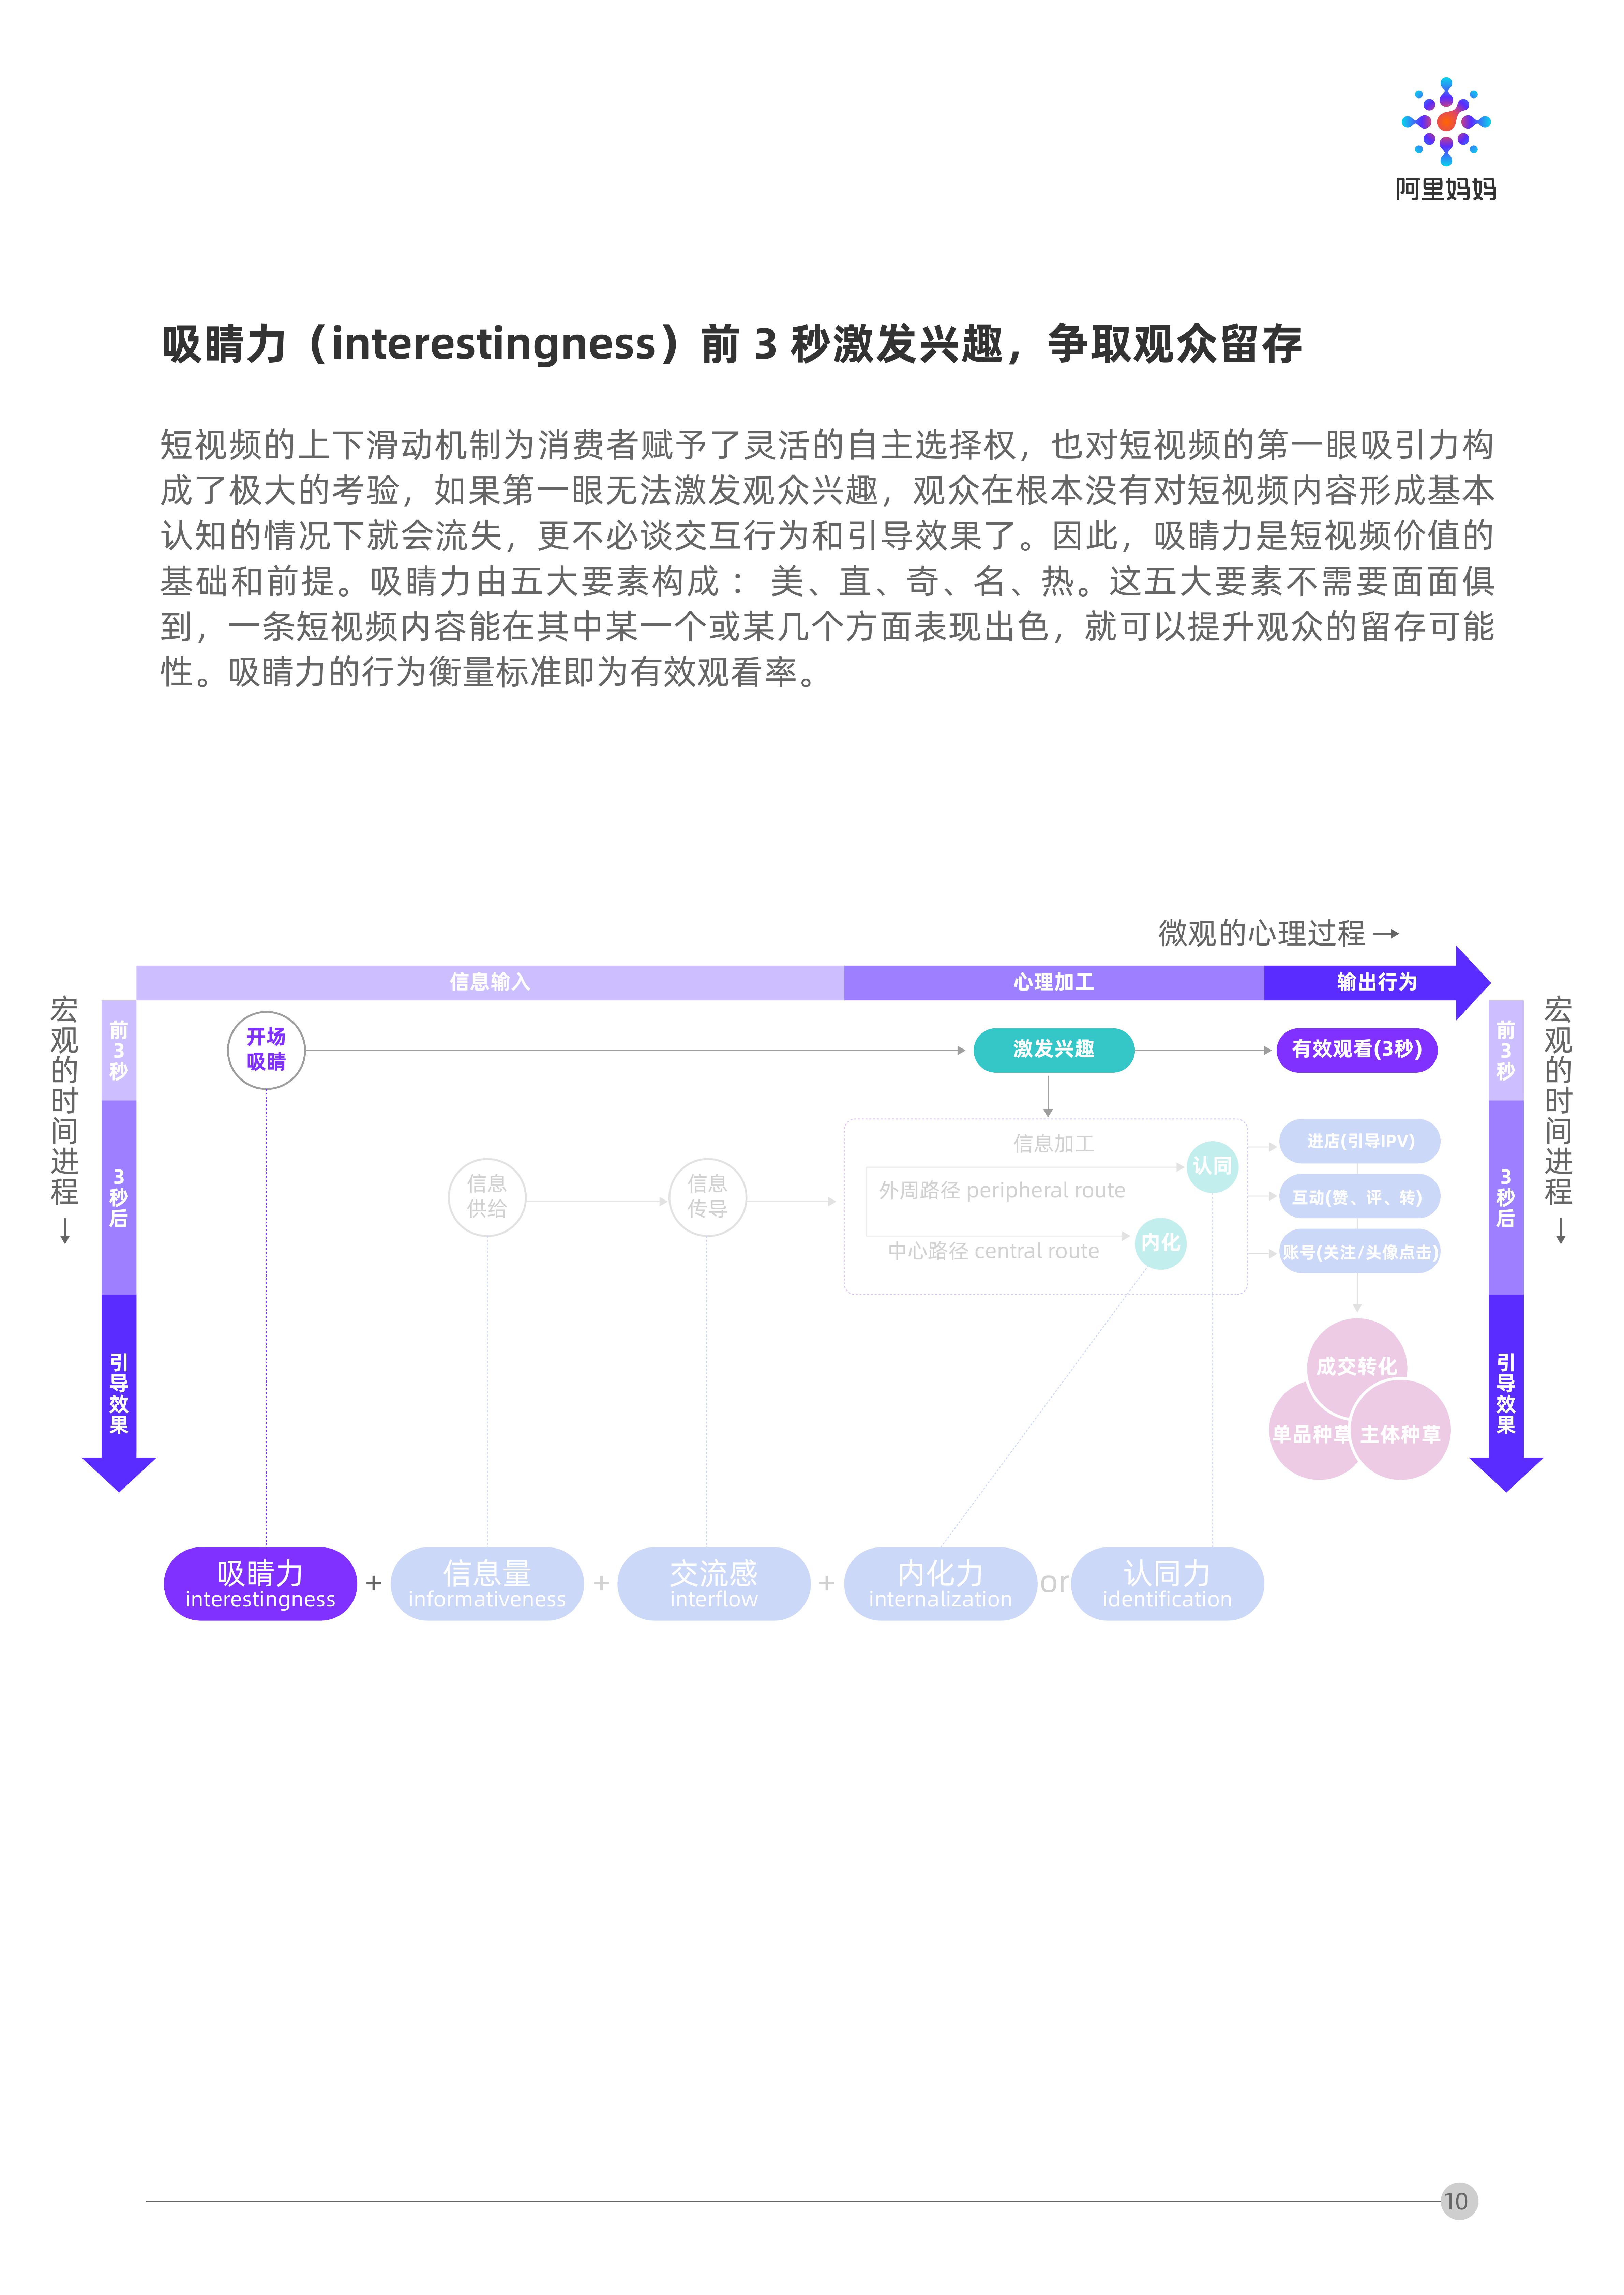 阿里妈妈
吸睛力（interestingness）前 3 秒激发兴趣，争取观众留存
短视频的上下滑动机制为消费者赋予了灵活的自主选择权，也对短视频的第一眼吸引力构
成了极大的考验，如果第一眼无法激发观众兴趣，观众在根本没有对短视频内容形成基本
认知的情况下就会流失，更不必谈交互行为和引导效果了。因此，吸睛力是短视频价值的
基础和前提。吸睛力由五大要素构成： 美、直、奇、名、热。这五大要素不需要面面俱
到，一条短视频内容能在其中某一个或某几个方面表现出色，就可以提升观众的留存可能
性。吸睛力的行为衡量标准即为有效观看率。
微观的心理过程
信息输入
心理加工
输出行为
宏观的时间进程
前3秒
3秒后
引导效果
开场
吸睛
激发兴趣
有效观看(3秒)
信息
供给
信息
传导
信息加工
外周路径 peripheral route
中心路径 central route
认同
内化
进店(引导IPV)
互动(赞、评、转)
账号(关注/头像点击)
成交转化
单品种草
主体种草
前3秒
3秒后
引导效果
宏观的时间进程
吸睛力
interestingness
+
信息量
informativeness
+
交流感
interflow
+
内化力
internalization
or
认同力
identification
10